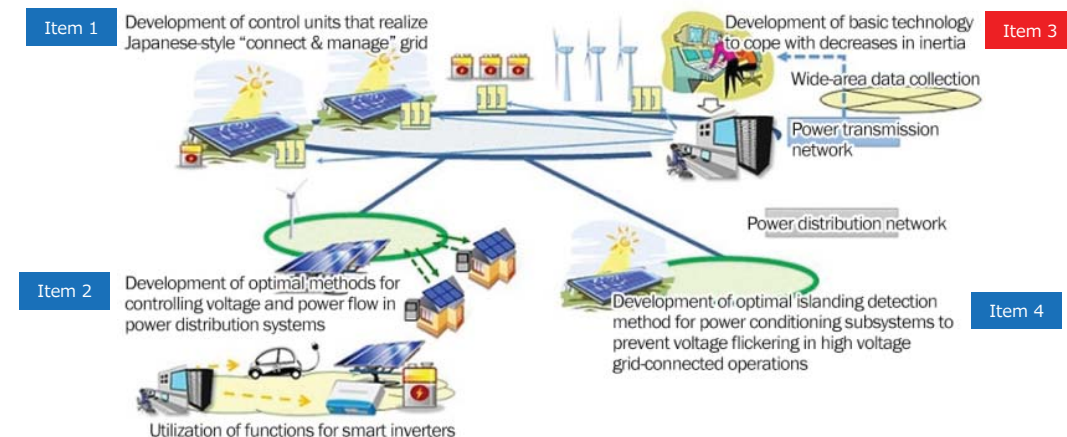 Item 1
Development of control units that realize
Japanese-style “connect & manage” grid
Development of basic technology
to cope with decreases in inertia
Item 3
Wide-area data collection
Power transmission
network
Power distribution network
Item 2
Development of optimal methods for
controlling voltage and power flow in
power distribution systems
Development of optimal islanding detection
method for power conditioning subsystems to
prevent voltage flickering in high voltage
grid-connected operations
Item 4
Utilization of functions for smart inverters